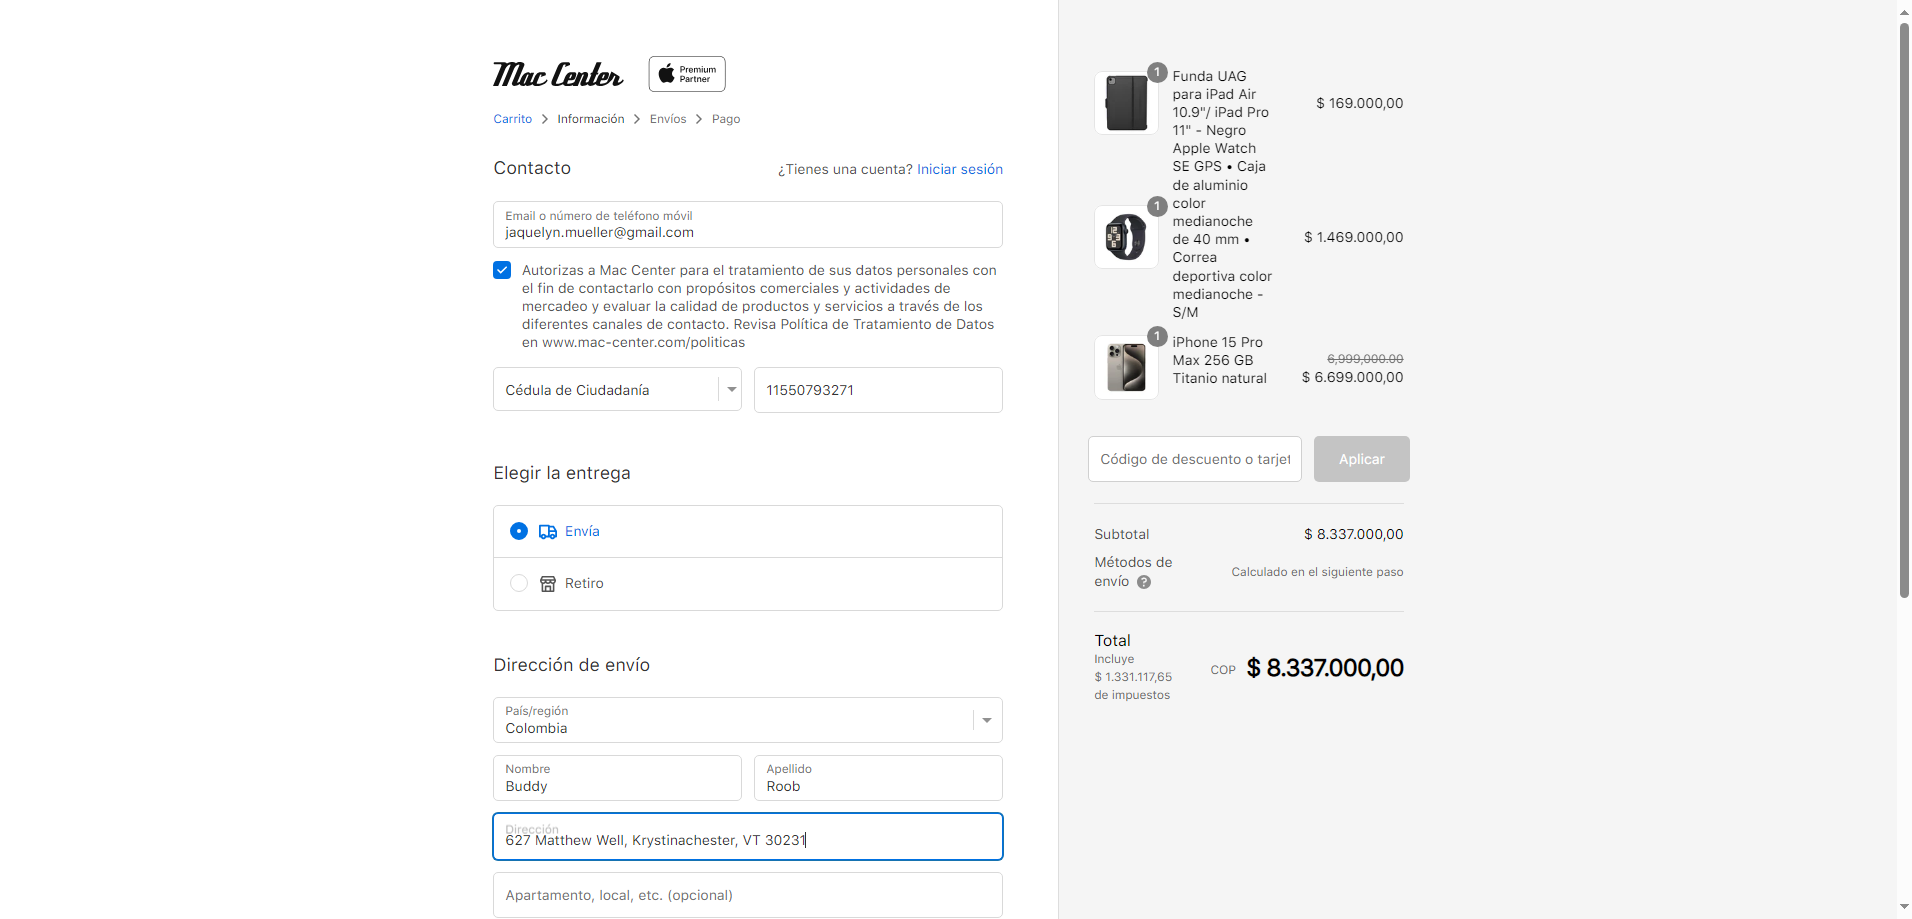 Mac Center
Premium
Partner
Carrito > Información > Envíos > Pago
Contacto
¿Tienes una cuenta? Iniciar sesión
Email o número de teléfono móvil
jaquelyn.mueller@gmail.com
Autorizas a Mac Center para el tratamiento de sus datos personales con
el fin de contactarlo con propósitos comerciales y actividades de
mercadeo y evaluar la calidad de productos y servicios a través de los
diferentes canales de contacto. Revisa Política de Tratamiento de Datos
en www.mac-center.com/politicas
Cédula de Ciudadanía
11550793271
Elegir la entrega
Envía
Retiro
Dirección de envío
País/región
Colombia
Nombre
Buddy
Apellido
Roob
Dirección
627 Matthew Well, Krystinachester, VT 30231
Apartamento, local, etc. (opcional)
1
Funda UAG
para iPad Air
10.9"/ iPad Pro
11" - Negro
$ 169.000,00
1
Apple Watch
SE GPS • Caja
de aluminio
color
medianoche
de 40 mm •
Correa
deportiva color
medianoche -
S/M
$ 1.469.000,00
1
iPhone 15 Pro
Max 256 GB
Titanio natural
6,999,000.00
$ 6.699.000,00
Código de descuento o tarjet
Aplicar
Subtotal
$ 8.337.000,00
Métodos de
envío ?
Calculado en el siguiente paso
Total
Incluye
$ 1.331.117,65
de impuestos
COP $ 8.337.000,00